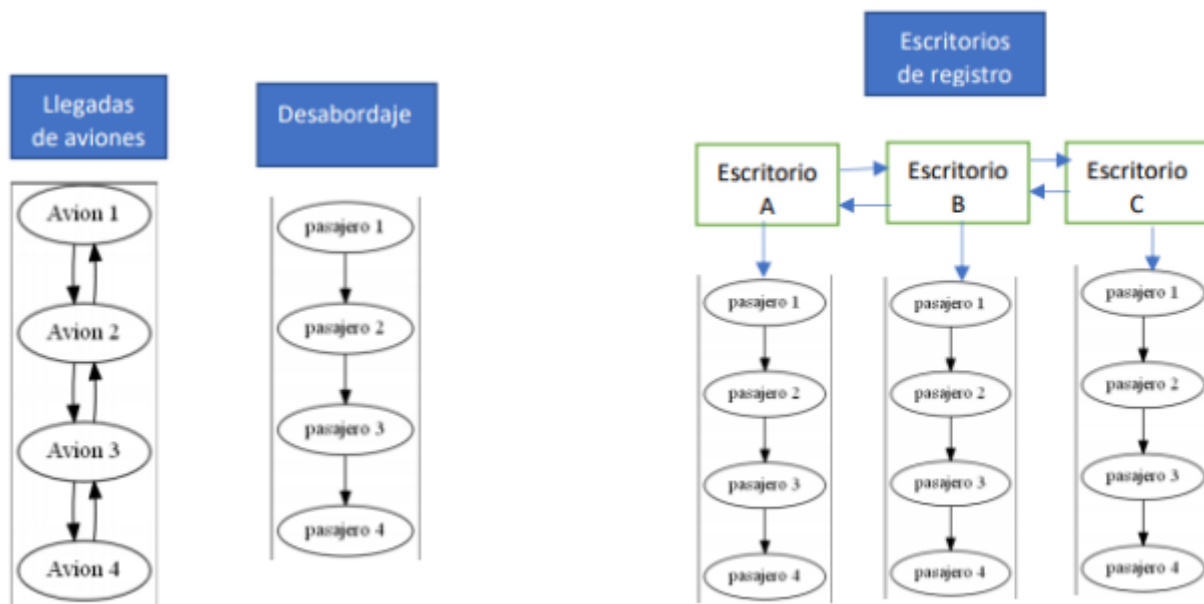 Llegadas
de aviones
Avion 1
Avion 2
Avion 3
Avion 4
Desabordaje
pasajero 1
pasajero 2
pasajero 3
pasajero 4
Escritorios
de registro
Escritorio
A
Escritorio
B
Escritorio
C
pasajero 1
pasajero 2
pasajero 3
pasajero 4
pasajero 1
pasajero 2
pasajero 3
pasajero 4
pasajero 1
pasajero 2
pasajero 3
pasajero 4